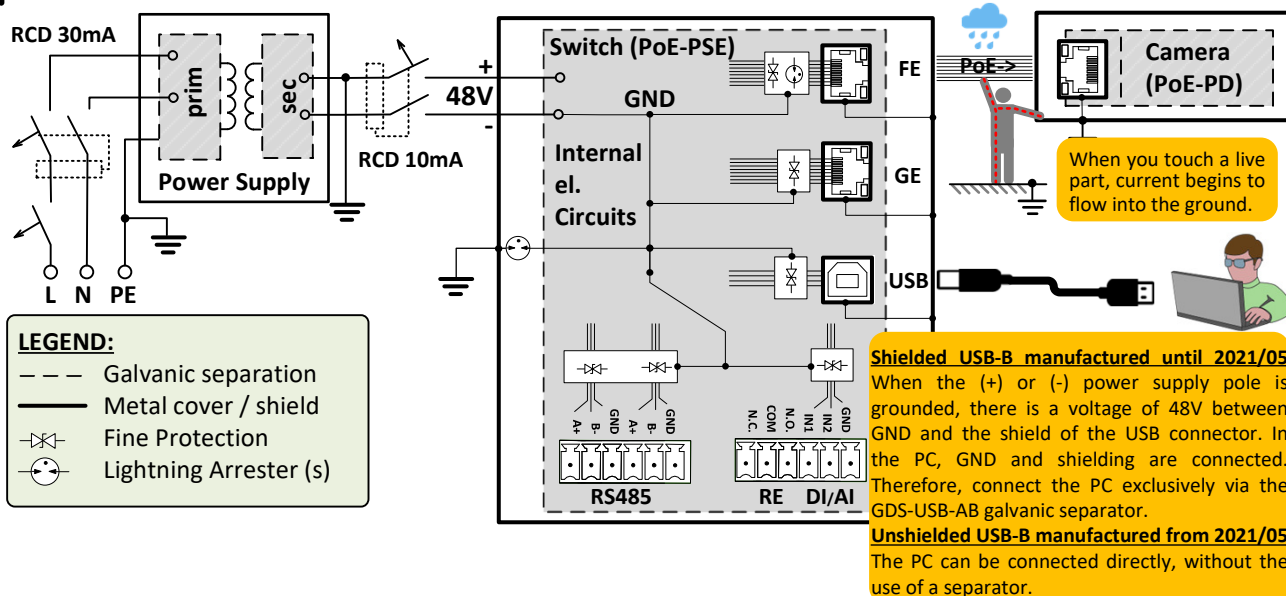 RCD 30mA
prim
sec
Power Supply
L N PE
+
48V
-
RCD 10mA
Switch (PoE-PSE)
GND
Internal
el.
Circuits
FE
GE
USB
PoE->
Camera
(PoE-PD)
When you touch a live
part, current begins to
flow into the ground.
A+ B- GND A+ B- GND
RS485
N.C. COM N.O. IN1 IN2 GND
RE DI/AI
LEGEND:
Galvanic separation
Metal cover / shield
Fine Protection
Lightning Arrester (s)
Shielded USB-B manufactured until 2021/05
When the (+) or (-) power supply pole is
grounded, there is a voltage of 48V between
GND and the shield of the USB connector. In
the PC, GND and shielding are connected.
Therefore, connect the PC exclusively via the
GDS-USB-AB galvanic separator.
Unshielded USB-B manufactured from 2021/05
The PC can be connected directly, without the
use of a separator.